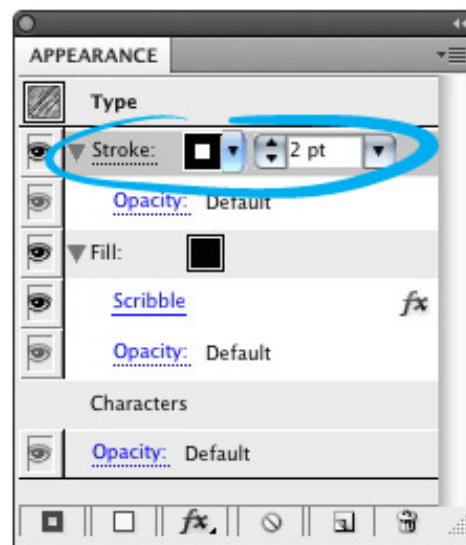 APPEARANCE
Type
Stroke: 2 pt
Opacity: Default
Fill:
Scribble fx
Opacity: Default
Characters
Opacity: Default
fx